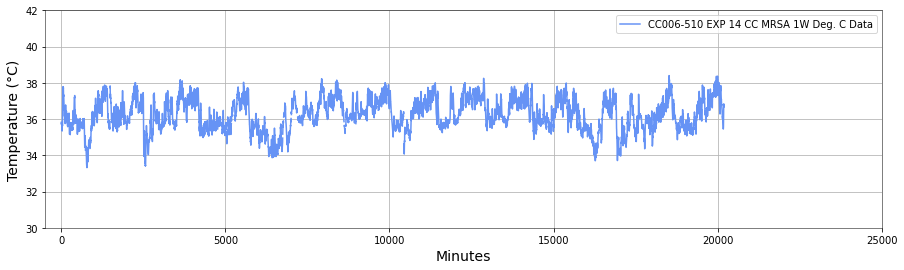 42
40
38
36
34
32
30
Temperature (°C)
CC006-510 EXP 14 CC MRSA 1W Deg. C Data
0 5000 10000 15000 20000 25000
Minutes